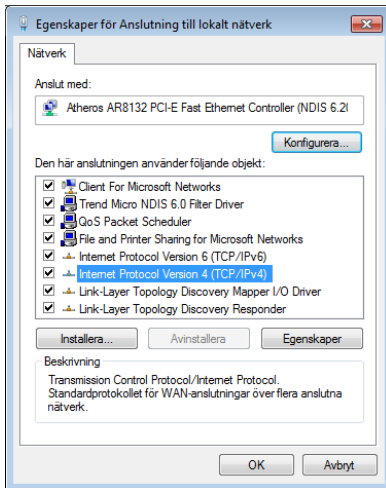 Egenskaper för Anslutning till lokalt nätverk
Nätverk
Anslut med:
Atheros AR8132 PCI-E Fast Ethernet Controller (NDIS 6.20
Konfigurera...
Den här anslutningen använder följande objekt:
Client For Microsoft Networks
Trend Micro NDIS 6.0 Filter Driver
QoS Packet Scheduler
File and Printer Sharing for Microsoft Networks
Internet Protocol Version 6 (TCP/IPv6)
Internet Protocol Version 4 (TCP/IPv4)
Link-Layer Topology Discovery Mapper I/O Driver
Link-Layer Topology Discovery Responder
Installera... Avinstallera Egenskaper
Beskrivning
Transmission Control Protocol/Internet Protocol.
Standardprotokollet för WAN-anslutningar över flera anslutna
nätverk.
OK Avbryt